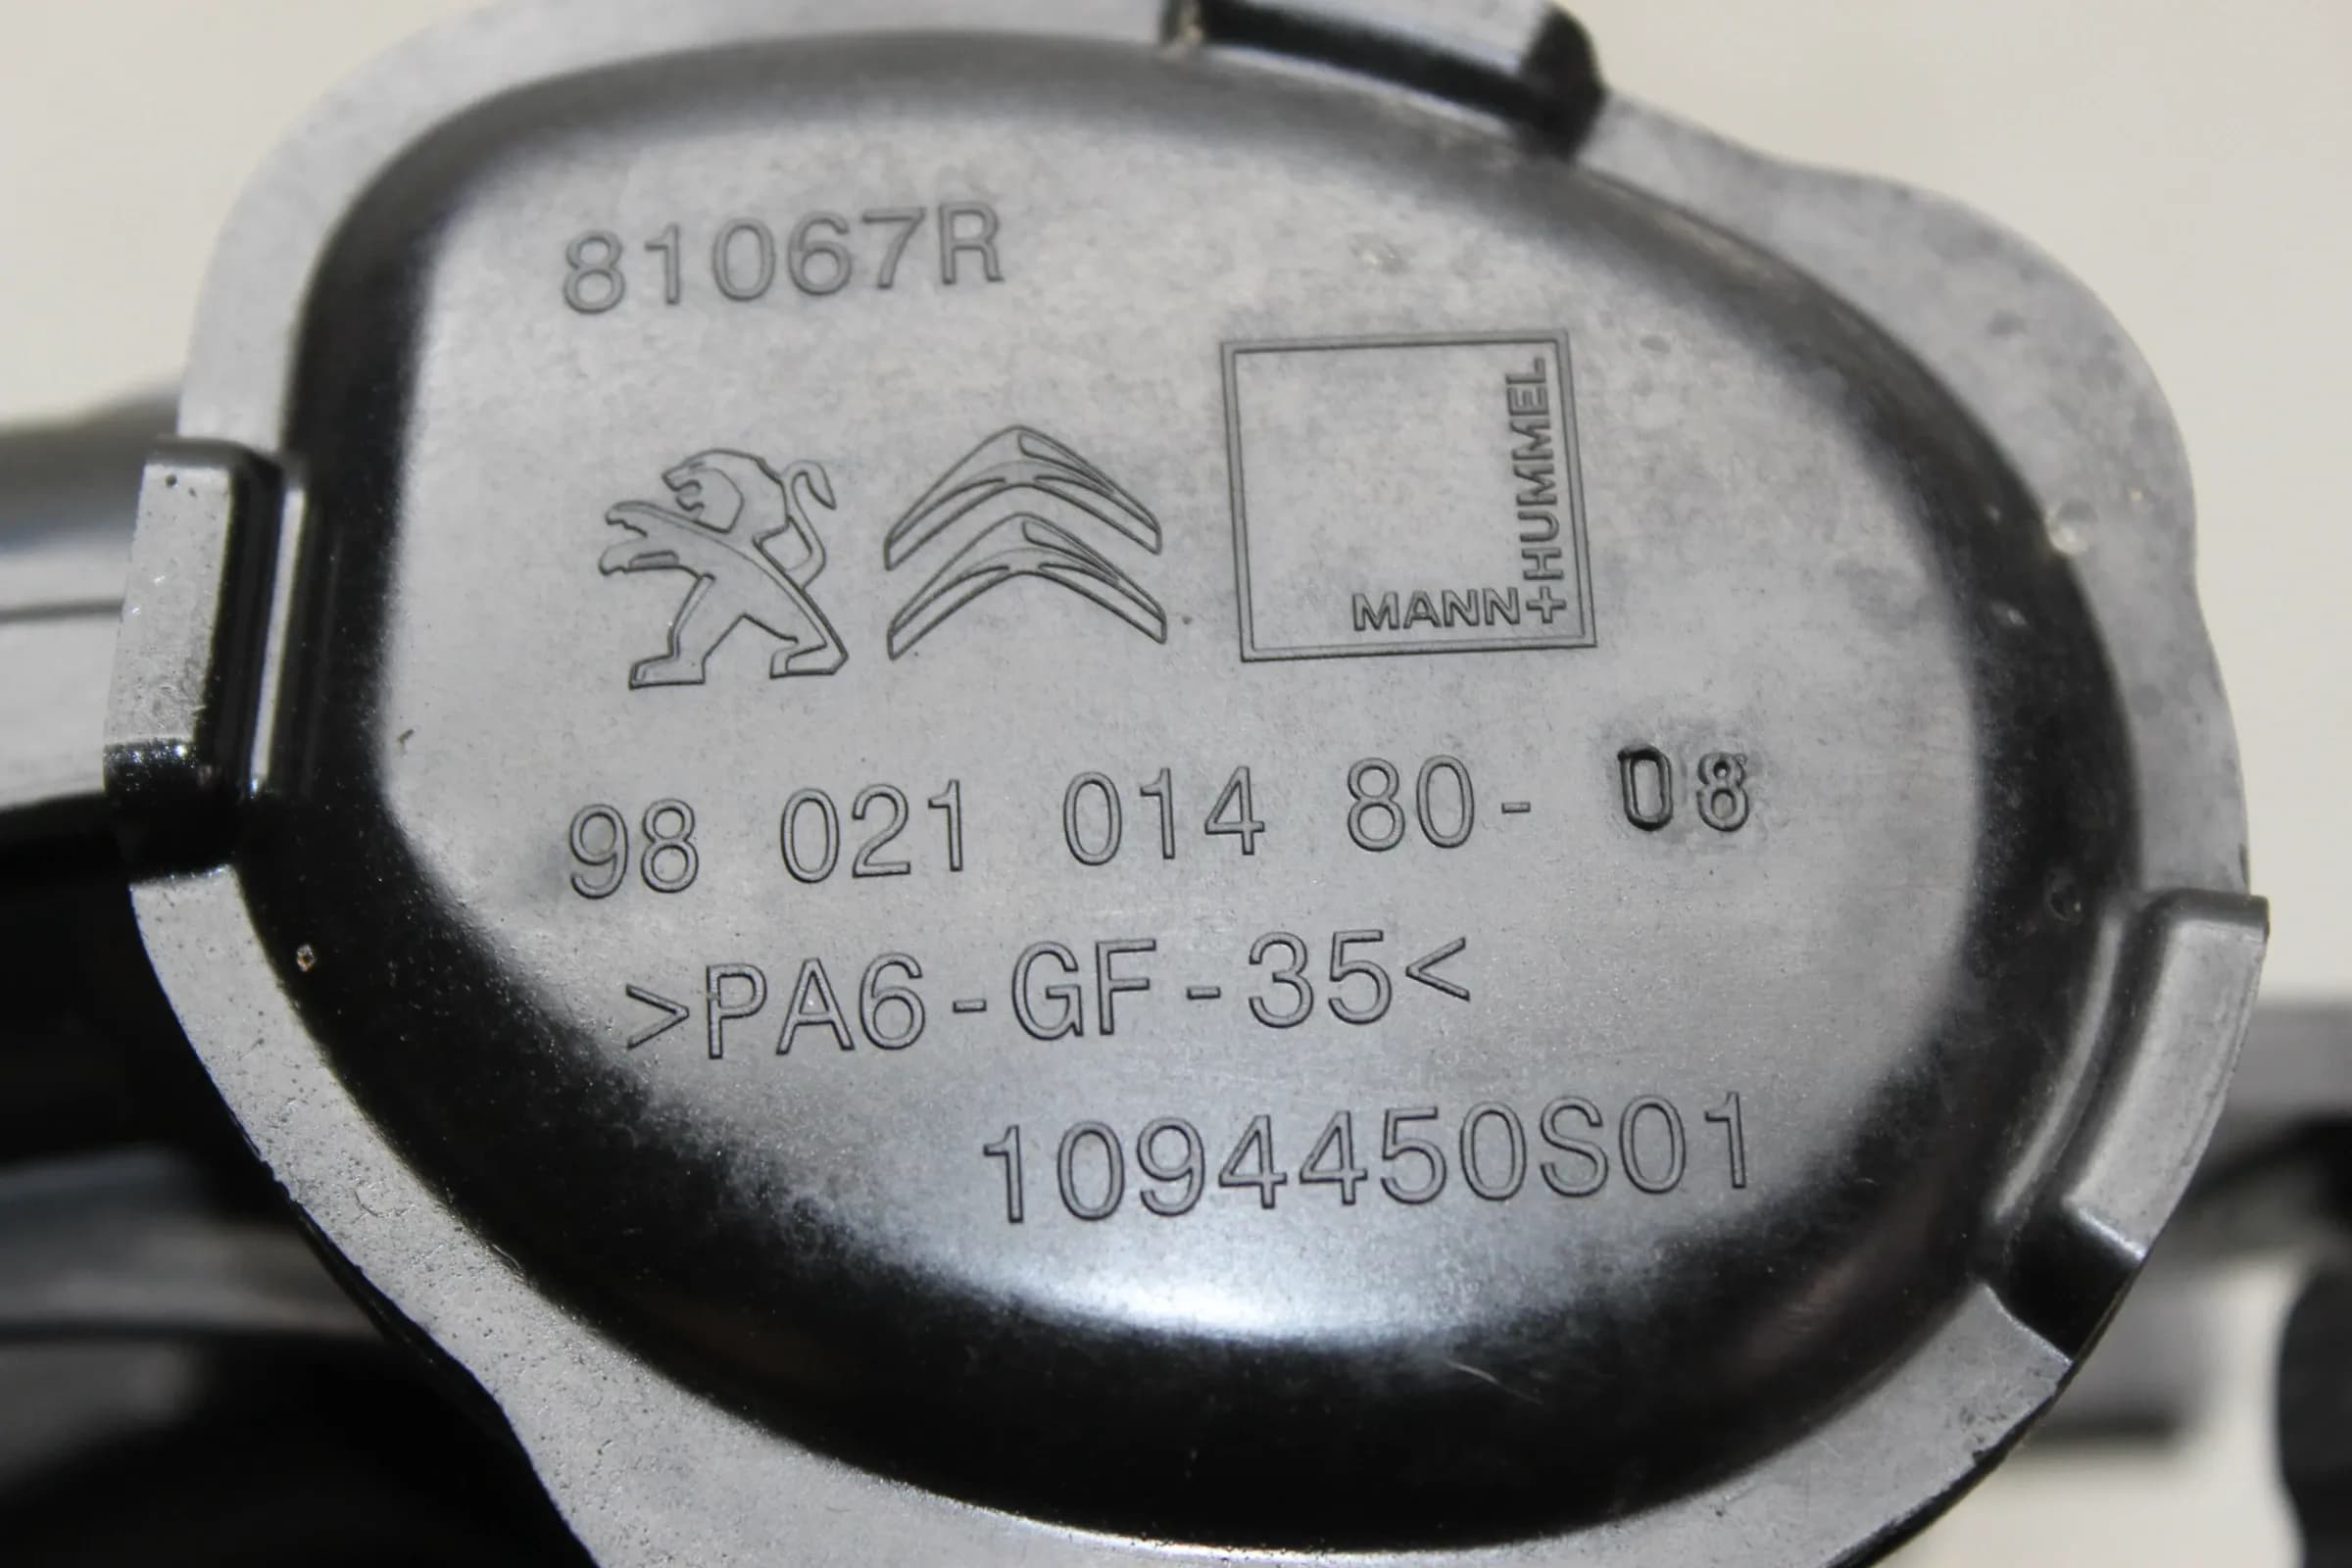 81067R
MANN+HUMMEL
98 021 014 80- 08
>PA6-GF-35<
1094450S01